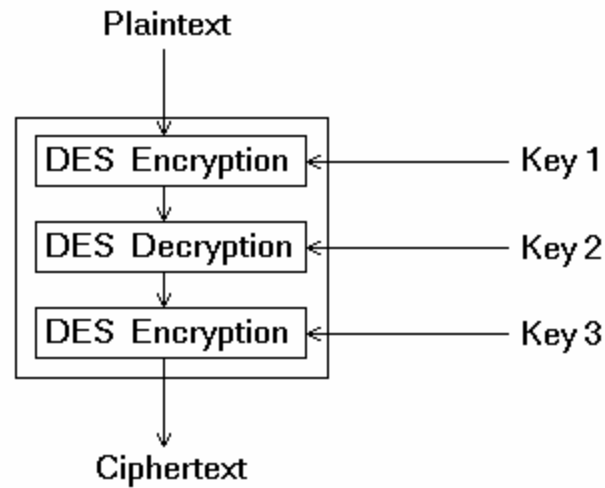 Plaintext
DES Encryption
Key 1
DES Decryption
Key 2
DES Encryption
Key 3
Ciphertext